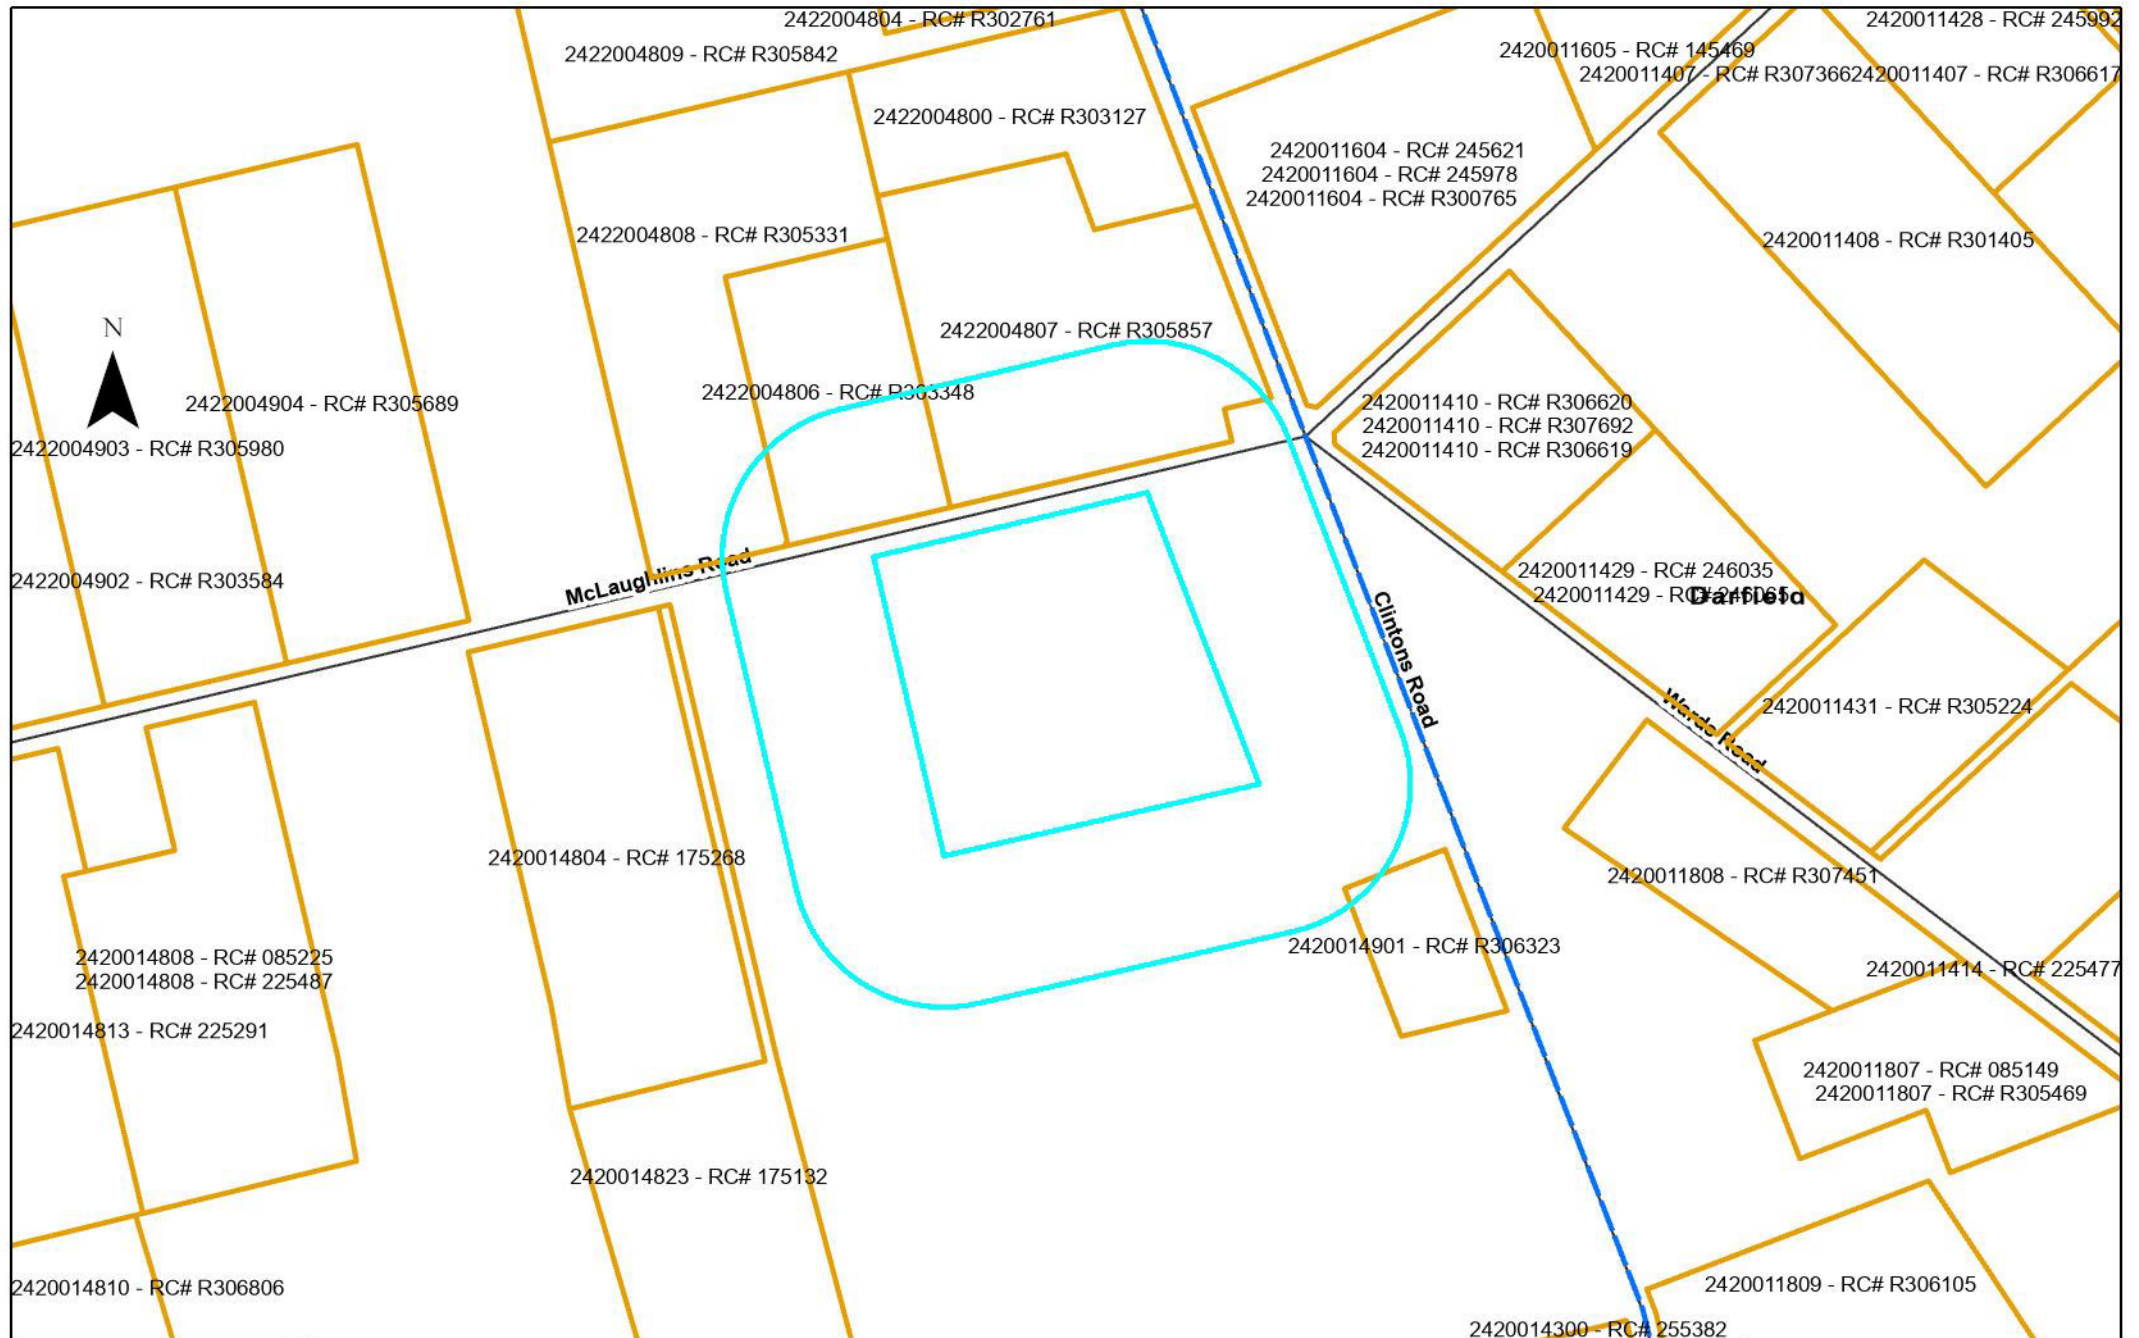 2422004804 - RC# R302761
2420011428 - RC# 245992
2422004809 - RC# R305842
2420011605 - RC# 145469
2420011407 - RC# R307366
2420011407 - RC# R306617
2422004800 - RC# R303127
2420011604 - RC# 245621
2420011604 - RC# 245978
2420011604 - RC# R300765
2422004808 - RC# R305331
2420011408 - RC# R301405
N
2422004807 - RC# R305857
2422004806 - RC# R303348
2422004904 - RC# R305689
2420011410 - RC# R306620
2420011410 - RC# R307692
2420011410 - RC# R306619
2422004903 - RC# R305980
McLaughlins Road
2422004902 - RC# R303584
2420011429 - RC# 246035
2420011429 - RC#
Darfield
Clintons Road
Wards Road
2420011431 - RC# R305224
2420014804 - RC# 175268
2420011808 - RC# R307451
2420014901 - RC# R306323
2420014808 - RC# 085225
2420014808 - RC# 225487
2420011414 - RC# 225477
2420014813 - RC# 225291
2420011807 - RC# 085149
2420011807 - RC# R305469
2420014823 - RC# 175132
2420014810 - RC# R306806
2420011809 - RC# R306105
2420014300 - RC# 255382